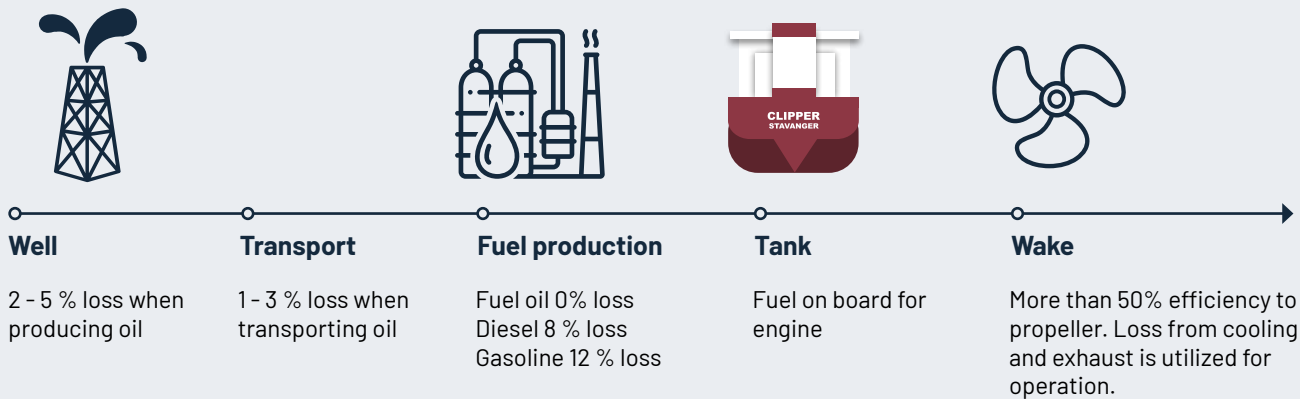 CLIPPER
STAVANGER
Well
2 - 5 % loss when
producing oil
Transport
1 - 3 % loss when
transporting oil
Fuel production
Fuel oil 0% loss
Diesel 8 % loss
Gasoline 12 % loss
Tank
Fuel on board for
engine
Wake
More than 50% efficiency to
propeller. Loss from cooling
and exhaust is utilized for
operation.